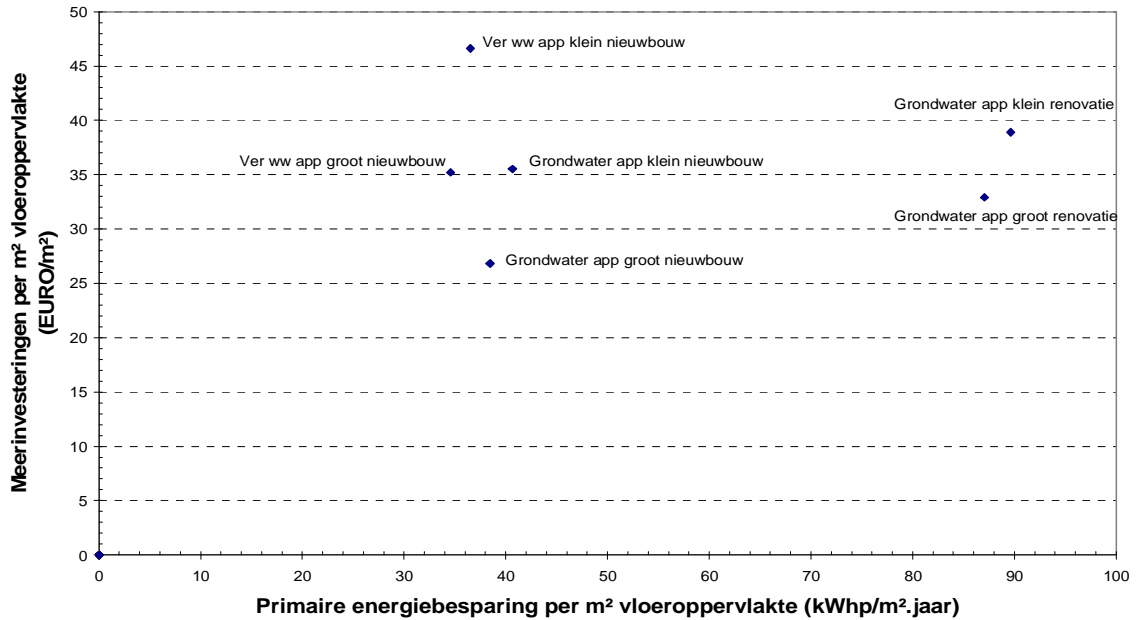 50
45
40
35
30
25
20
15
10
5
0
Meerinvesteringen per m² vloeroppervlakte
(EURO/m²)
Ver ww app klein nieuwbouw
Grondwater app klein renovatie
Ver ww app groot nieuwbouw
Grondwater app klein nieuwbouw
Grondwater app groot renovatie
Grondwater app groot nieuwbouw
0 10 20 30 40 50 60 70 80 90 100
Primaire energiebesparing per m² vloeroppervlakte (kWhp/m².jaar)